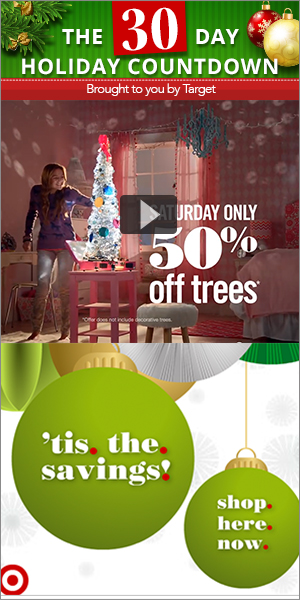 THE 30 DAY
HOLIDAY COUNTDOWN
Brought to you by Target
SATURDAY ONLY
50%
off trees*
*Offer does not include decorative trees.
'tis. the.
savings!
shop.
here.
now.